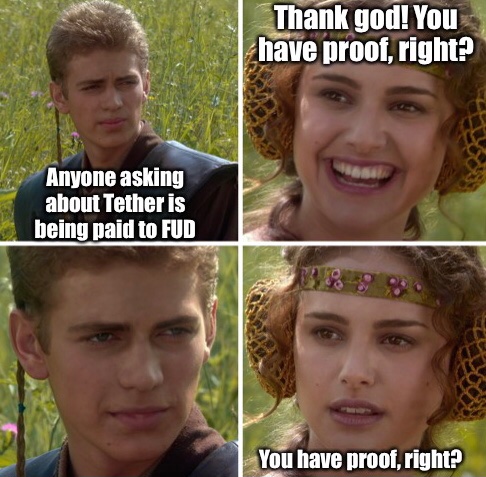 Thank god! You
have proof, right?
Anyone asking
about Tether is
being paid to FUD
You have proof, right?